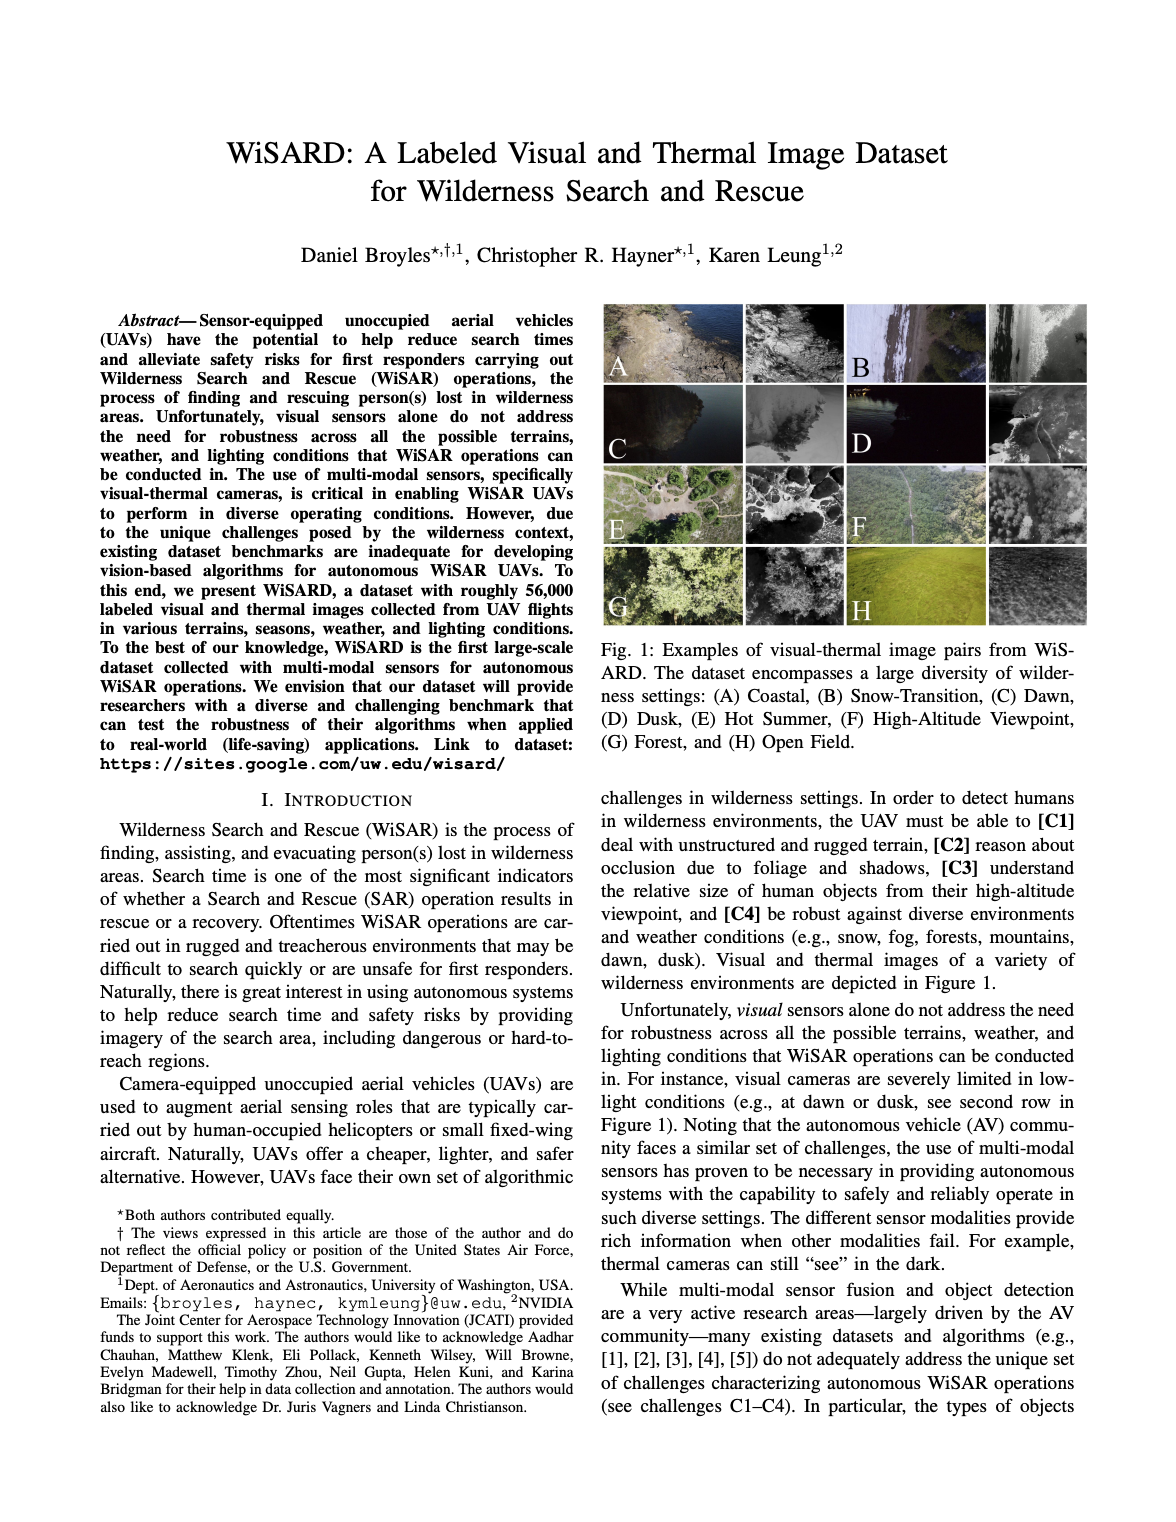 WiSARD: A Labeled Visual and Thermal Image Dataset
for Wilderness Search and Rescue
Daniel Broyles⋆,†,1, Christopher R. Hayner⋆,1, Karen Leung1,2
Abstract— Sensor-equipped unoccupied aerial vehicles
(UAVs) have the potential to help reduce search times
and alleviate safety risks for first responders carrying out
Wilderness Search and Rescue (WiSAR) operations, the
process of finding and rescuing person(s) lost in wilderness
areas. Unfortunately, visual sensors alone do not address
the need for robustness across all the possible terrains,
weather, and lighting conditions that WiSAR operations can
be conducted in. The use of multi-modal sensors, specifically
visual-thermal cameras, is critical in enabling WiSAR UAVs
to perform in diverse operating conditions. However, due
to the unique challenges posed by the wilderness context,
existing dataset benchmarks are inadequate for developing
vision-based algorithms for autonomous WiSAR UAVs. To
this end, we present WiSARD, a dataset with roughly 56,000
labeled visual and thermal images collected from UAV flights
in various terrains, seasons, weather, and lighting conditions.
To the best of our knowledge, WiSARD is the first large-scale
dataset collected with multi-modal sensors for autonomous
WiSAR operations. We envision that our dataset will provide
researchers with a diverse and challenging benchmark that
can test the robustness of their algorithms when applied
to real-world (life-saving) applications. Link to dataset:
https://sites.google.com/uw.edu/wisard/
I. INTRODUCTION
Wilderness Search and Rescue (WiSAR) is the process of
finding, assisting, and evacuating person(s) lost in wilderness
areas. Search time is one of the most significant indicators
of whether a Search and Rescue (SAR) operation results in
rescue or a recovery. Oftentimes WiSAR operations are car-
ried out in rugged and treacherous environments that may be
difficult to search quickly or are unsafe for first responders.
Naturally, there is great interest in using autonomous systems
to help reduce search time and safety risks by providing
imagery of the search area, including dangerous or hard-to-
reach regions.
Camera-equipped unoccupied aerial vehicles (UAVs) are
used to augment aerial sensing roles that are typically car-
ried out by human-occupied helicopters or small fixed-wing
aircraft. Naturally, UAVs offer a cheaper, lighter, and safer
alternative. However, UAVs face their own set of algorithmic
⋆Both authors contributed equally.
† The views expressed in this article are those of the author and do
not reflect the official policy or position of the United States Air Force,
Department of Defense, or the U.S. Government.
1Dept. of Aeronautics and Astronautics, University of Washington, USA.
Emails: {broyles, haynec, kymleung}@uw.edu, 2NVIDIA
The Joint Center for Aerospace Technology Innovation (JCATI) provided
funds to support this work. The authors would like to acknowledge Aadhar
Chauhan, Matthew Klenk, Eli Pollack, Kenneth Wilsey, Will Browne,
Evelyn Madewell, Timothy Zhou, Neil Gupta, Helen Kuni, and Karina
Bridgman for their help in data collection and annotation. The authors would
also like to acknowledge Dr. Juris Vagners and Linda Christianson.
A B
C D
E F
G H
Fig. 1: Examples of visual-thermal image pairs from WiS-
ARD. The dataset encompasses a large diversity of wilder-
ness settings: (A) Coastal, (B) Snow-Transition, (C) Dawn,
(D) Dusk, (E) Hot Summer, (F) High-Altitude Viewpoint,
(G) Forest, and (H) Open Field.
challenges in wilderness settings. In order to detect humans
in wilderness environments, the UAV must be able to [C1]
deal with unstructured and rugged terrain, [C2] reason about
occlusion due to foliage and shadows, [C3] understand
the relative size of human objects from their high-altitude
viewpoint, and [C4] be robust against diverse environments
and weather conditions (e.g., snow, fog, forests, mountains,
dawn, dusk). Visual and thermal images of a variety of
wilderness environments are depicted in Figure 1.
Unfortunately, visual sensors alone do not address the need
for robustness across all the possible terrains, weather, and
lighting conditions that WiSAR operations can be conducted
in. For instance, visual cameras are severely limited in low-
light conditions (e.g., at dawn or dusk, see second row in
Figure 1). Noting that the autonomous vehicle (AV) commu-
nity faces a similar set of challenges, the use of multi-modal
sensors has proven to be necessary in providing autonomous
systems with the capability to safely and reliably operate in
such diverse settings. The different sensor modalities provide
rich information when other modalities fail. For example,
thermal cameras can still “see” in the dark.
While multi-modal sensor fusion and object detection
are a very active research areas—largely driven by the AV
community—many existing datasets and algorithms (e.g.,
[1], [2], [3], [4], [5]) do not adequately address the unique set
of challenges characterizing autonomous WiSAR operations
(see challenges C1–C4). In particular, the types of objects